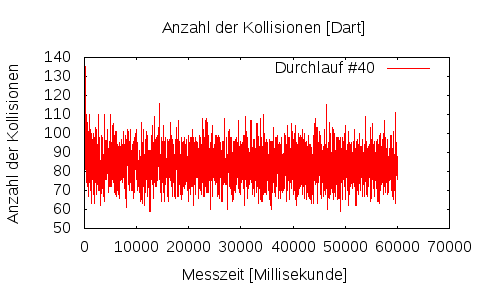 Anzahl der Kollisionen [Dart]
Durchlauf #40
Anzahl der Kollisionen
140
130
120
110
100
90
80
70
60
50
0 10000 20000 30000 40000 50000 60000 70000
Messzeit [Millisekunde]